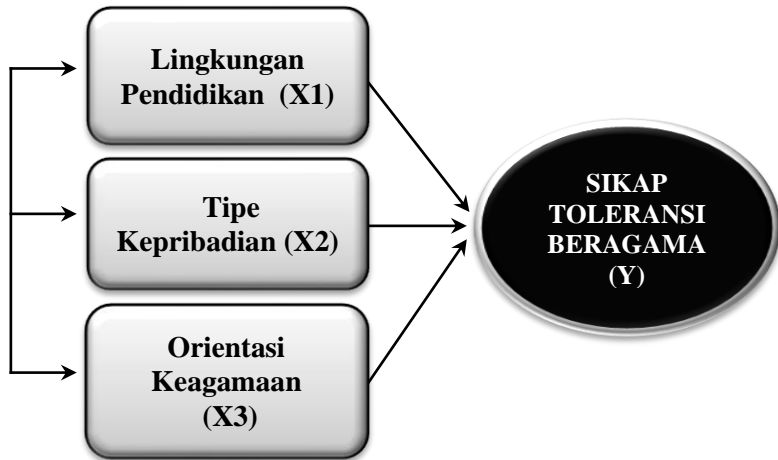 Lingkungan
Pendidikan (X1)
Tipe
Kepribadian (X2)
Orientasi
Keagamaan
(X3)
SIKAP
TOLERANSI
BERAGAMA
(Y)